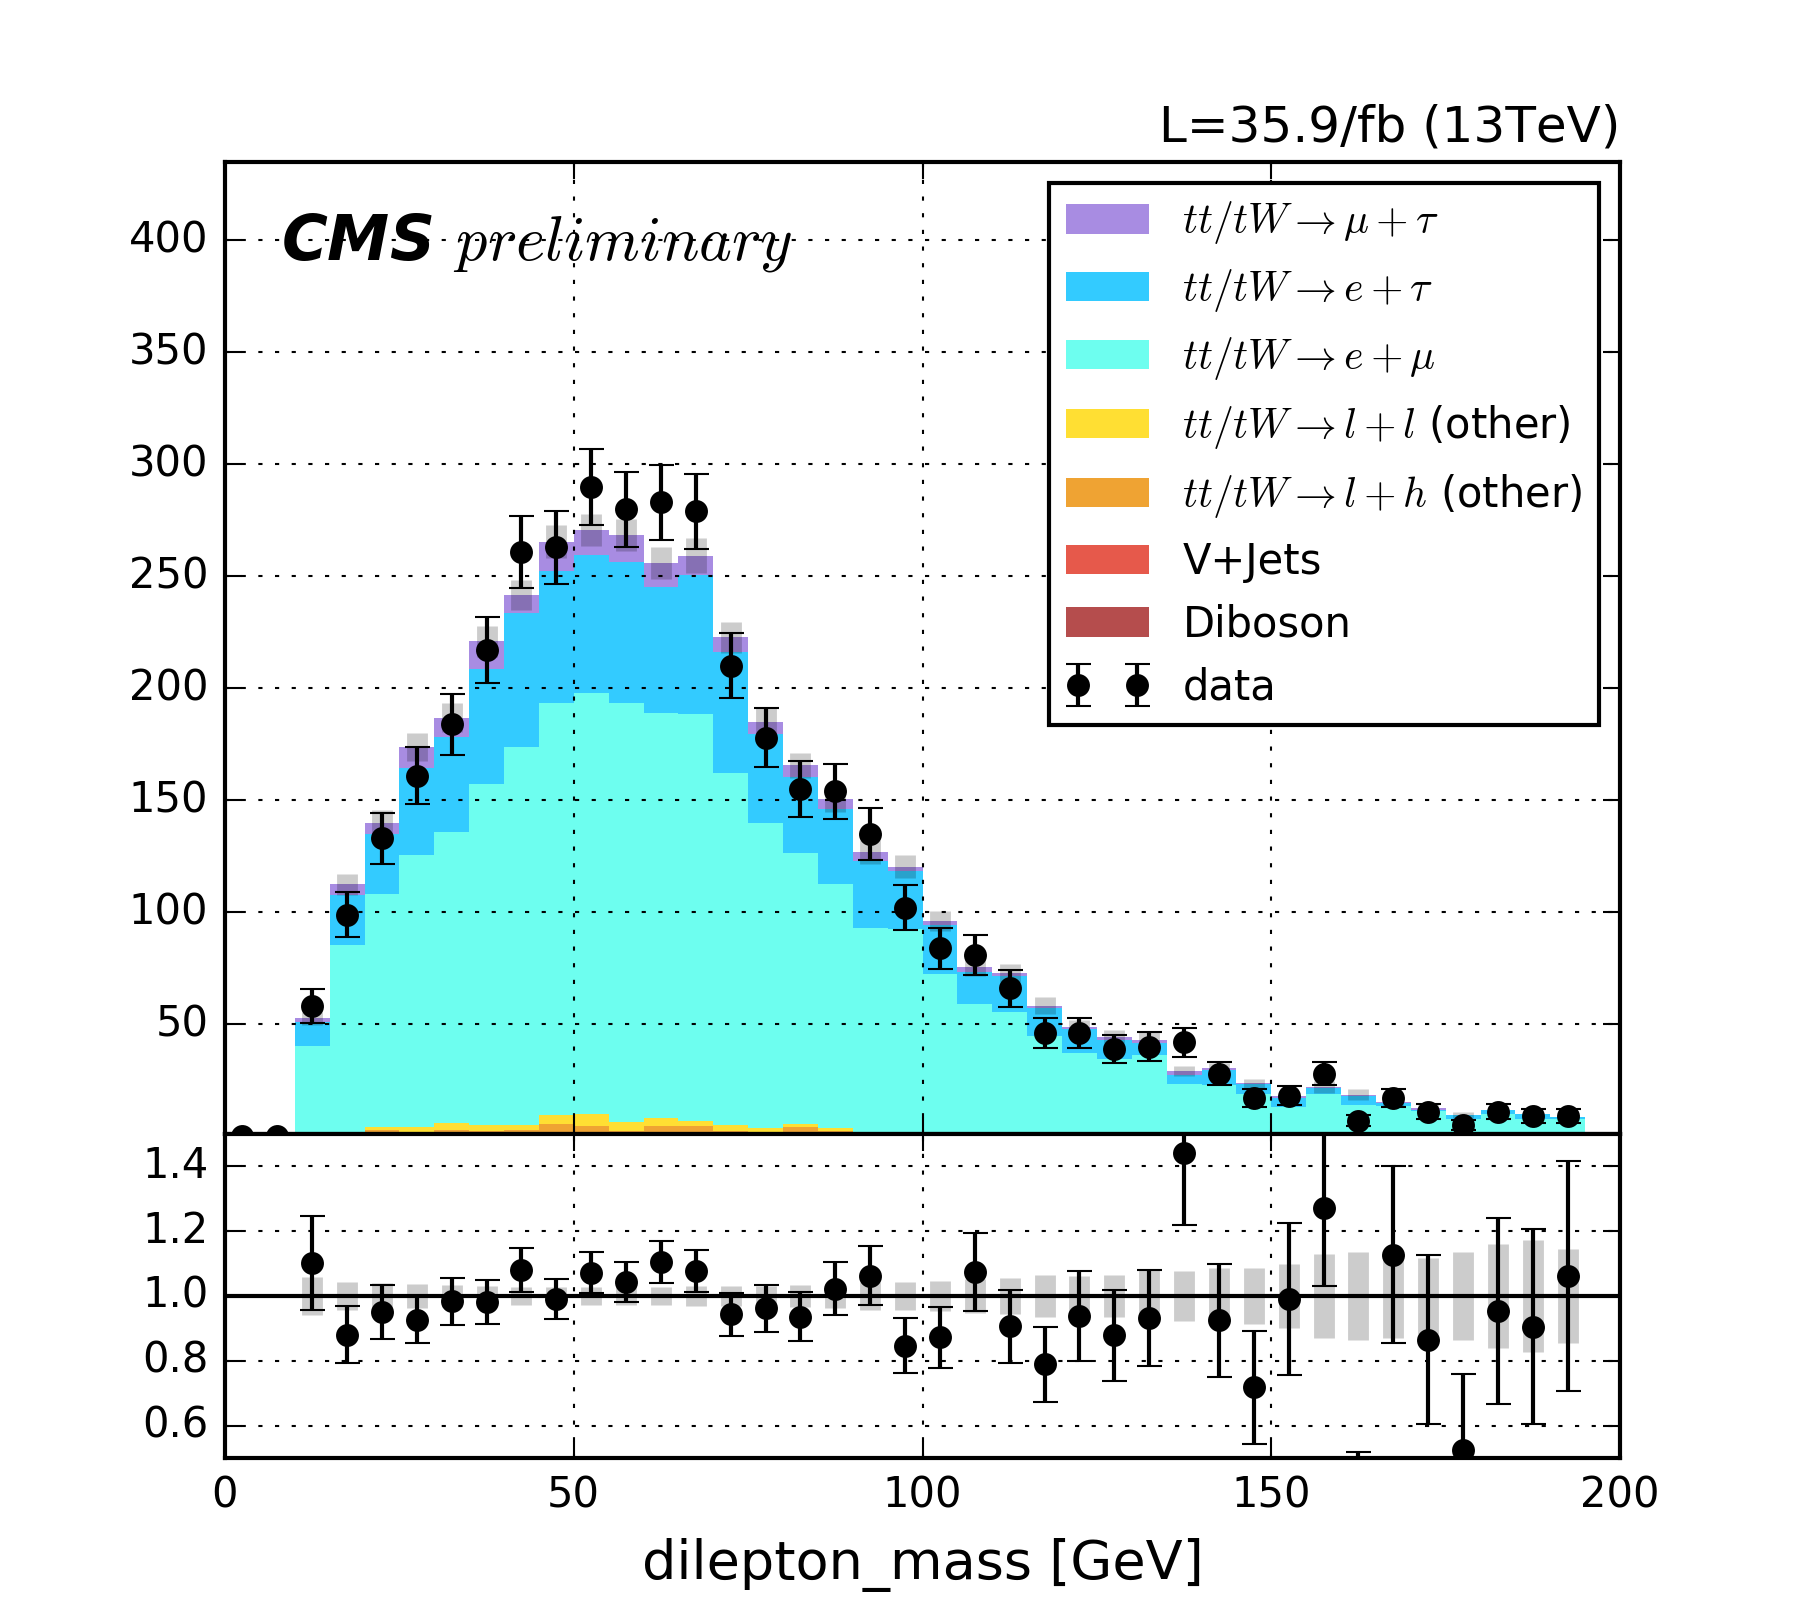 L=35.9/fb (13TeV)
CMS preliminary
400
350
300
250
200
150
100
50
tt/tW→μ+τ
tt/tW→e+τ
tt/tW→e+μ
tt/tW→l+l (other)
tt/tW→l+h (other)
V+Jets
Diboson
data
1.4
1.2
1.0
0.8
0.6
0 50 100 150 200
dilepton_mass [GeV]